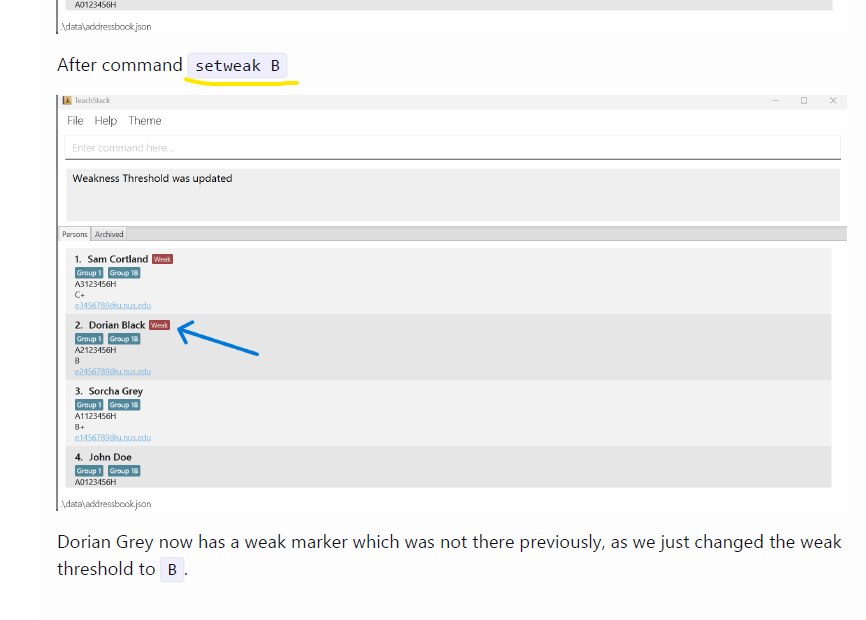 A0123456H
.\data\addressbook.json
After command setweak B
TeachStack
File Help Theme
Enter command here...
Weakness Threshold was updated
Persons Archived
1. Sam Cortland Weak
Group 1 Group 1B
A3123456H
C+
e3456789@u.nus.edu
2. Dorian Black Weak
Group 1 Group 1B
A2123456H
B
e2456789@u.nus.edu
3. Sorcha Grey
Group 1 Group 1B
A1123456H
B+
e1456789@u.nus.edu
4. John Doe
Group 1 Group 1B
A0123456H
.\data\addressbook.json
Dorian Grey now has a weak marker which was not there previously, as we just changed the weak
threshold to B.